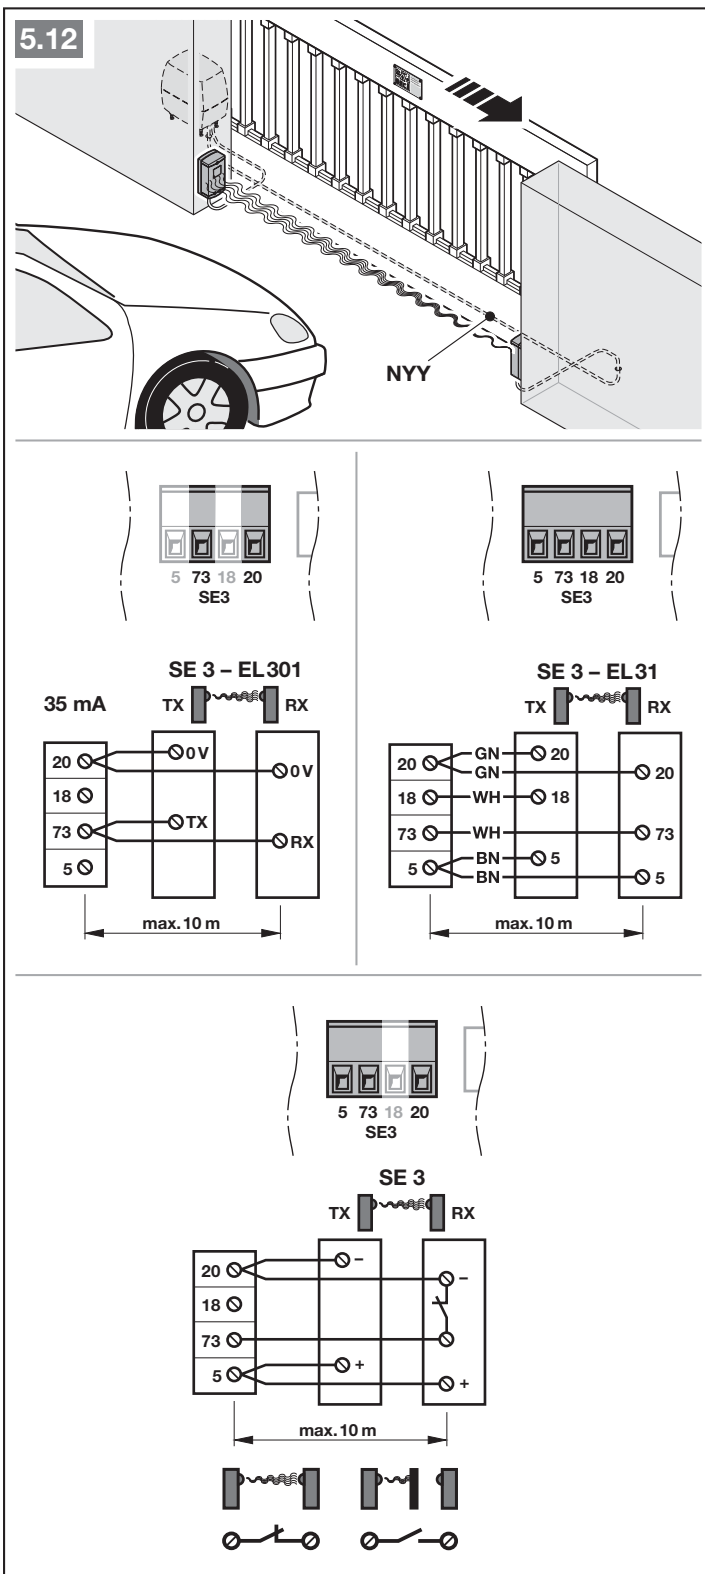 5.12
NYY
5 73 18 20
SE3
SE 3 – EL301
35 mA
TX RX
20
18
73
5
0 V
TX
0 V
RX
max. 10 m
5 73 18 20
SE3
SE 3 – EL31
TX RX
20 GN 20
GN 20
18 WH 18
73 WH 73
5 BN 5
BN 5
max. 10 m
5 73 18 20
SE3
SE 3
TX RX
20 –
–
18
73
5 +
+
max. 10 m